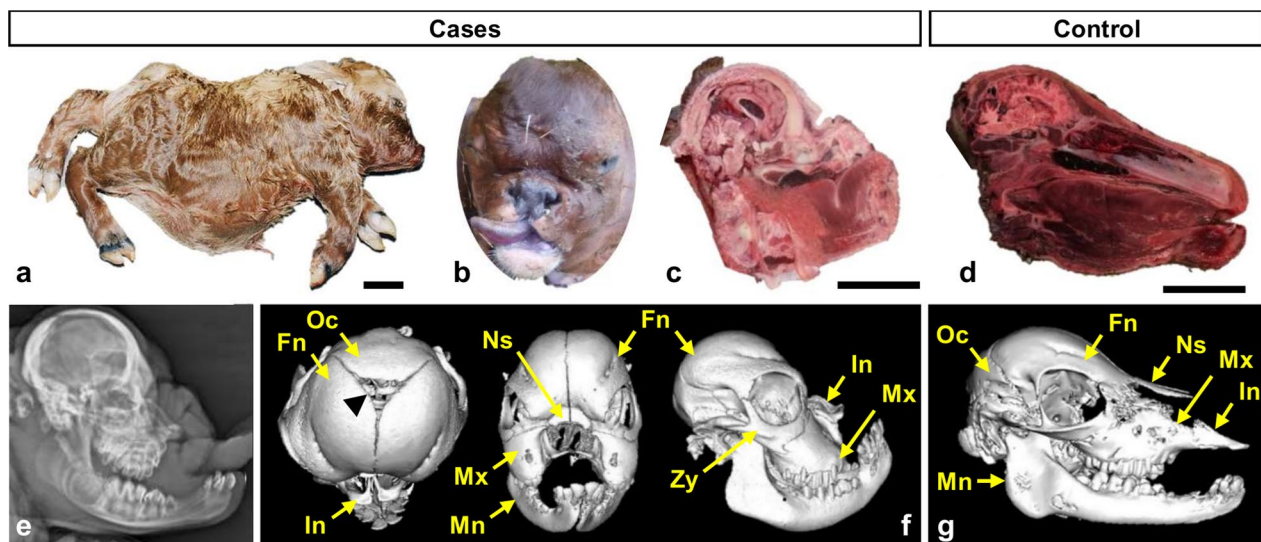 Cases
Control
a
b
c
d
Oc
Fn
Ns
Fn
In
Mx
Mx
Zy
In
Mn
Oc
Fn
Ns
Mx
In
Mn
e
f
g